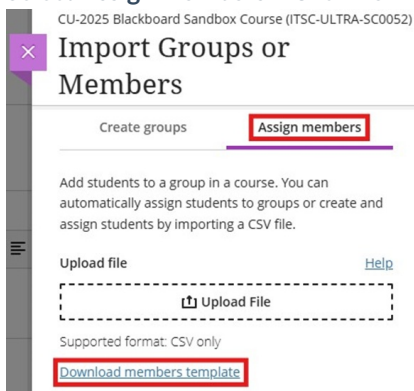 CU-2025 Blackboard Sandbox Course (ITSC-ULTRA-SC0052)
Import Groups or
Members
Create groups
Assign members
Add students to a group in a course. You can
automatically assign students to groups or create and
assign students by importing a CSV file.
Upload file
Help
Upload File
Supported format: CSV only
Download members template